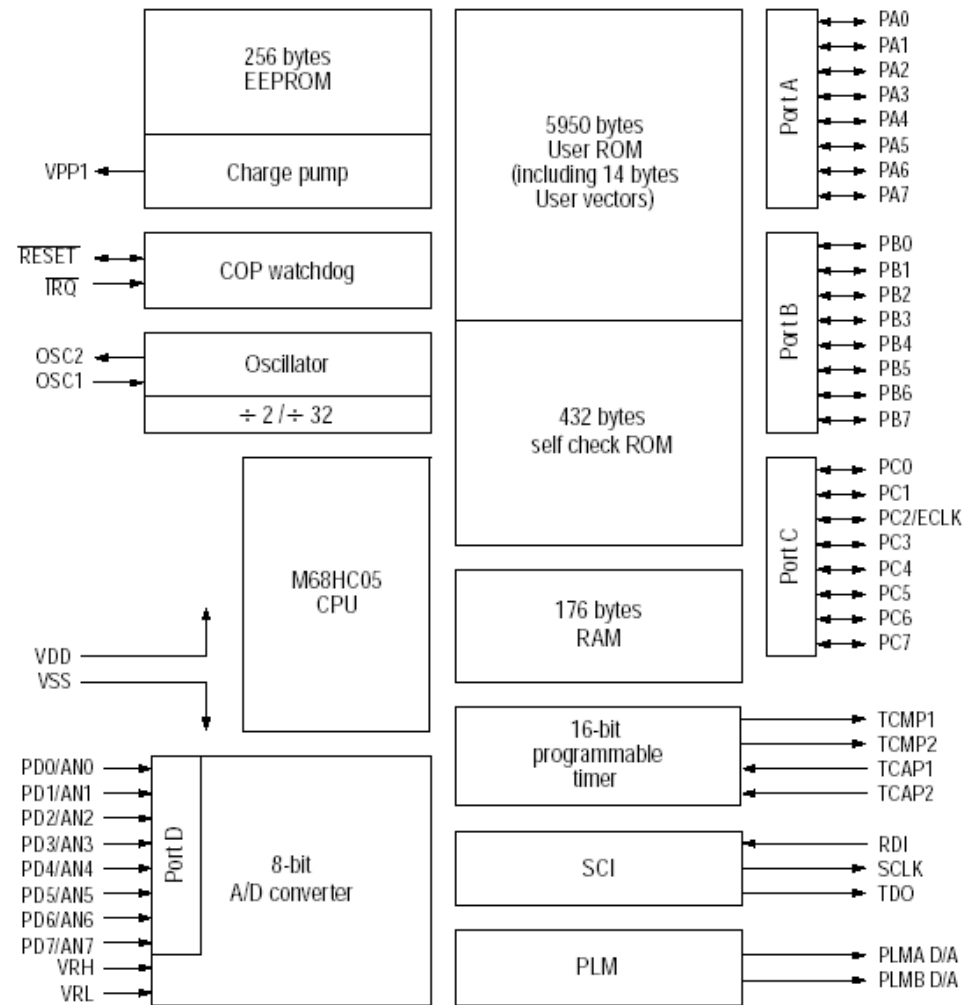 256 bytes
EEPROM
Charge pump
VPP1
RESET
IRQ
COP watchdog
OSC2
OSC1
Oscillator
÷ 2 / ÷ 32
M68HC05
CPU
VDD
VSS
PD0/AN0
PD1/AN1
PD2/AN2
PD3/AN3
PD4/AN4
PD5/AN5
PD6/AN6
PD7/AN7
VRH
VRL
Port D
8-bit
A/D converter
5950 bytes
User ROM
(including 14 bytes
User vectors)
432 bytes
self check ROM
176 bytes
RAM
16-bit
programmable
timer
SCI
PLM
Port A
PA0
PA1
PA2
PA3
PA4
PA5
PA6
PA7
Port B
PB0
PB1
PB2
PB3
PB4
PB5
PB6
PB7
Port C
PC0
PC1
PC2/ECLK
PC3
PC4
PC5
PC6
PC7
TCMP1
TCMP2
TCAP1
TCAP2
RDI
SCLK
TDO
PLMA D/A
PLMB D/A